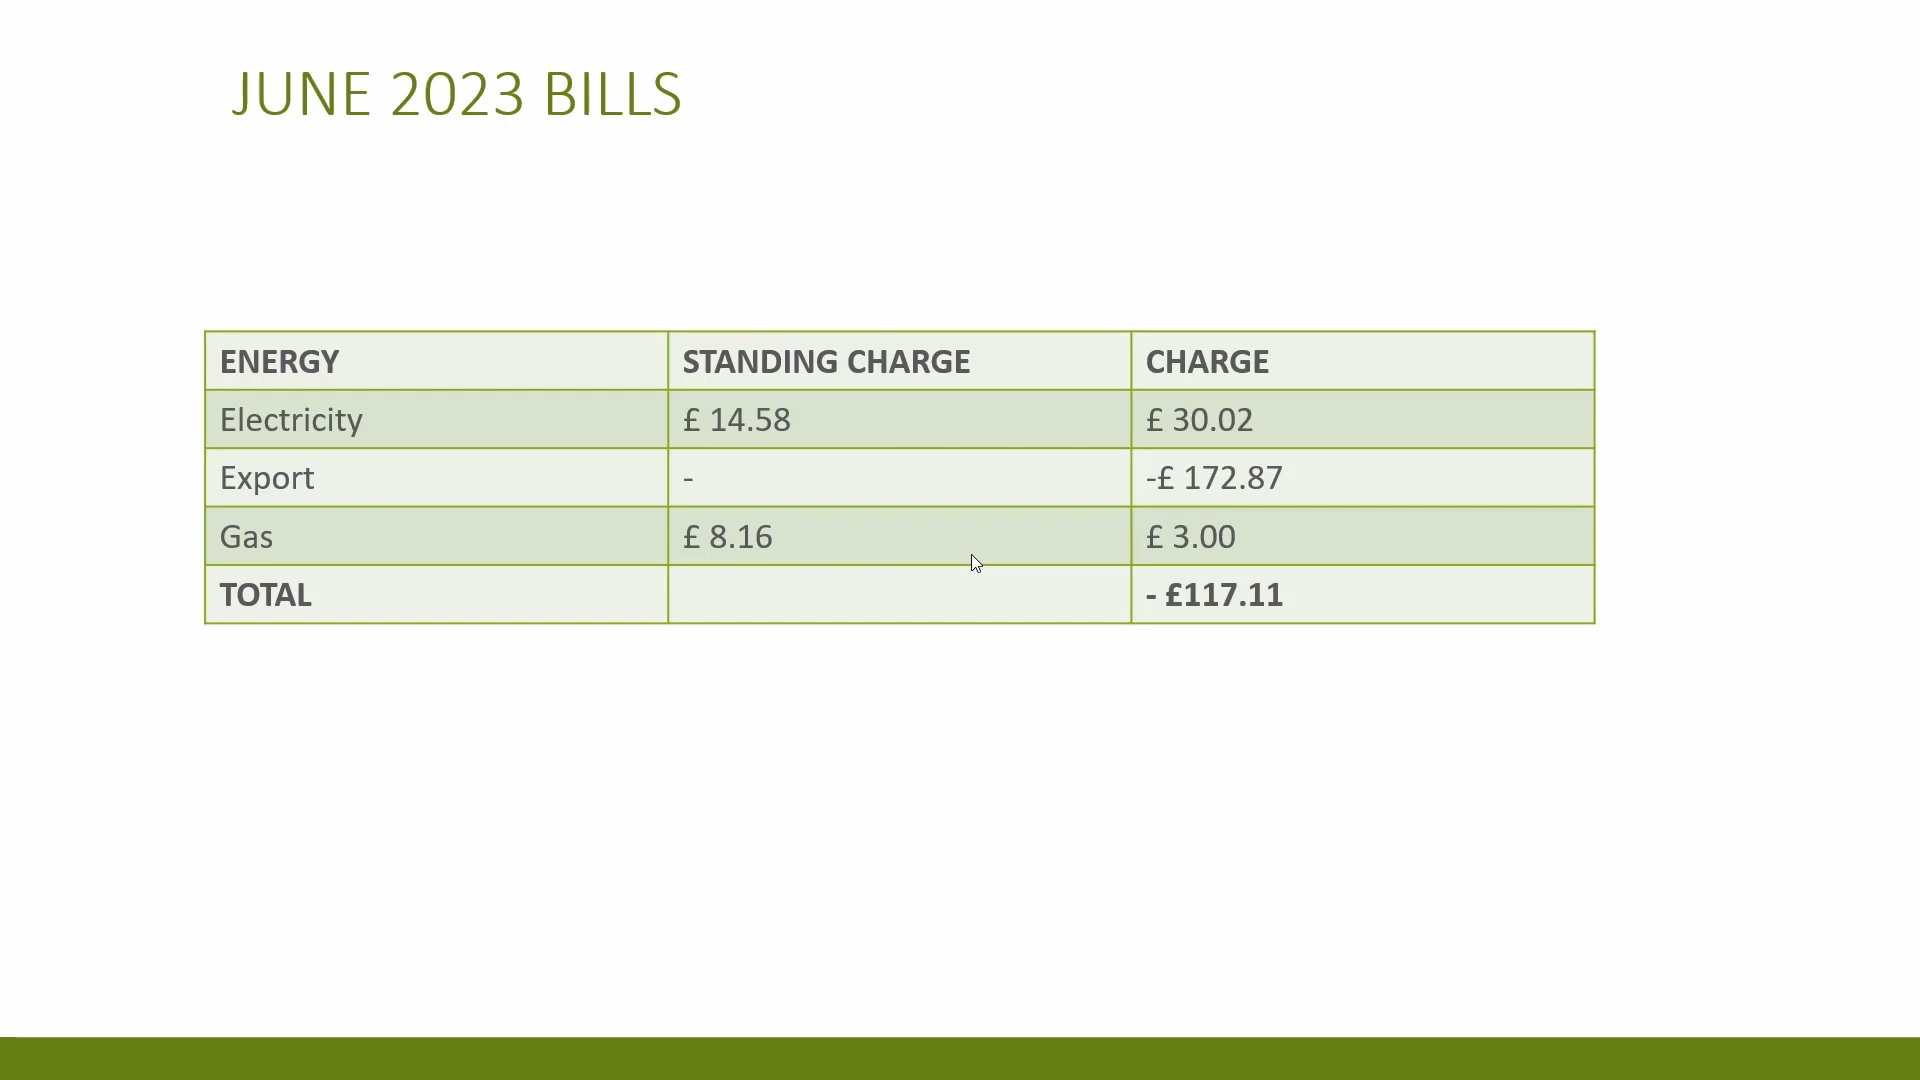 JUNE 2023 BILLS
ENERGY STANDING CHARGE CHARGE
Electricity £ 14.58 £ 30.02
Export - -£ 172.87
Gas £ 8.16 £ 3.00
TOTAL - £117.11